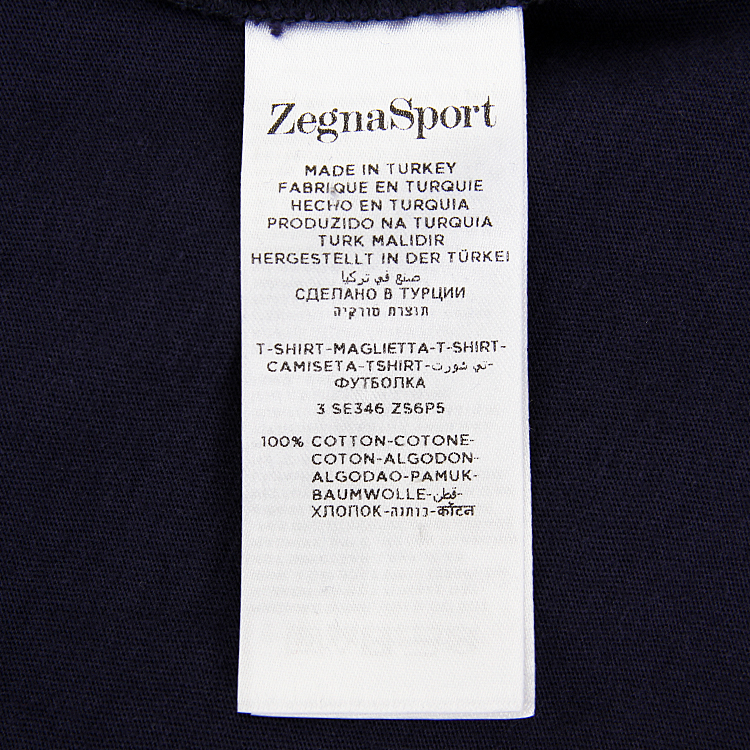 ZegnaSport
MADE IN TURKEY
FABRIQUE EN TURQUIE
HECHO EN TURQUIA
PRODUZIDO NA TURQUIA
TURK MALIDIR
HERGESTELLT IN DER TÜRKEI
صنع في تركيا
СДЕЛАНО В ТУРЦИИ
תוצרת טורקיה
T-SHIRT-MAGLIETTA-T-SHIRT-
CAMISETA-TSHIRT-تي شورت-
ФУТБОЛКА
3 SE346 ZS6P5
100% COTTON-COTONE-
COTON-ALGODON-
ALGODAO-PAMUK-
BAUMWOLLE-قطن-
ХЛОПОК-כותנה-कॉटन